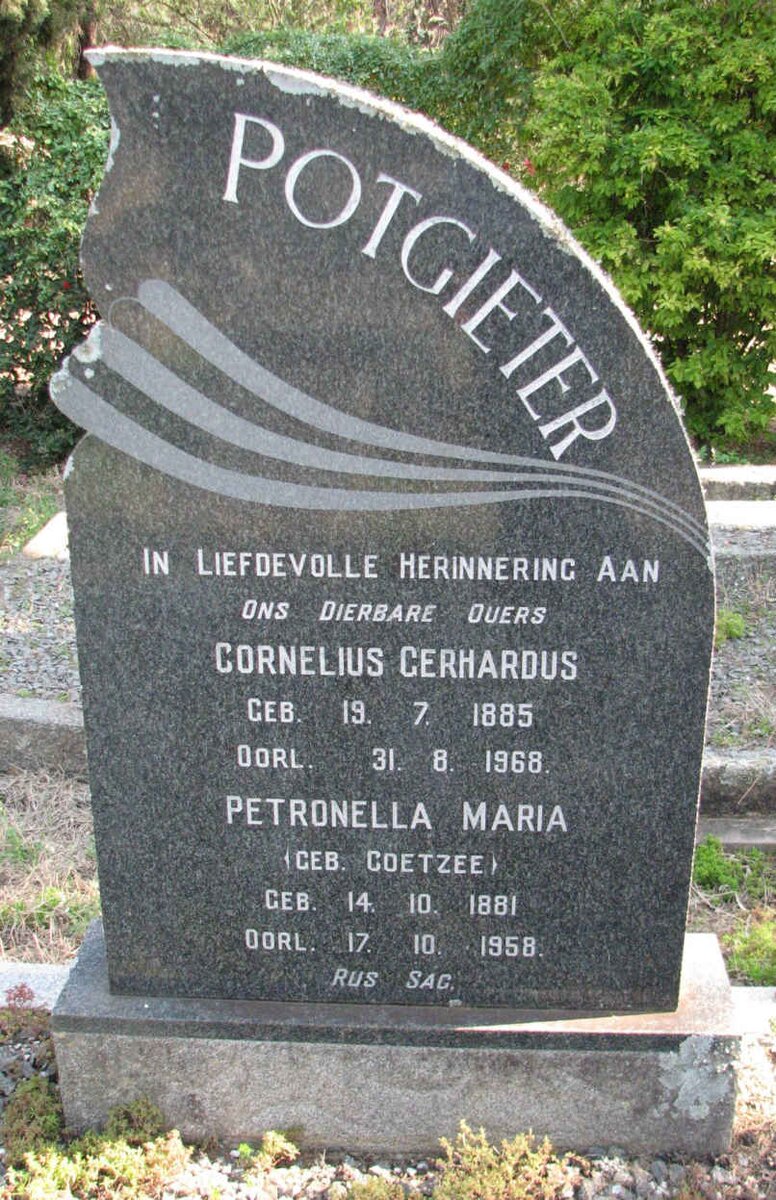 POTGIETER
IN LIEFDEVOLLE HERINNERING AAN
ONS DIERBARE OUERS
CORNELIUS GERHARDUS
GEB. 19. 7. 1885
OORL. 31. 8. 1968.
PETRONELLA MARIA
(GEB. COETZEE)
GEB. 14. 10. 1881
OORL. 17. 10. 1958.
RUS SAG.